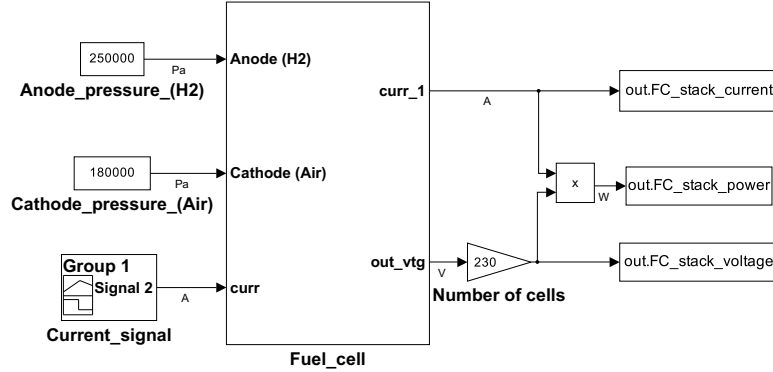 250000
Pa
Anode_pressure_(H2)
180000
Pa
Cathode_pressure_(Air)
Group 1
Signal 2
A
Current_signal
Anode (H2)
Cathode (Air)
curr
curr_1
out_vtg
Fuel_cell
A
V
230
Number of cells
x
W
out.FC_stack_current
out.FC_stack_power
out.FC_stack_voltage